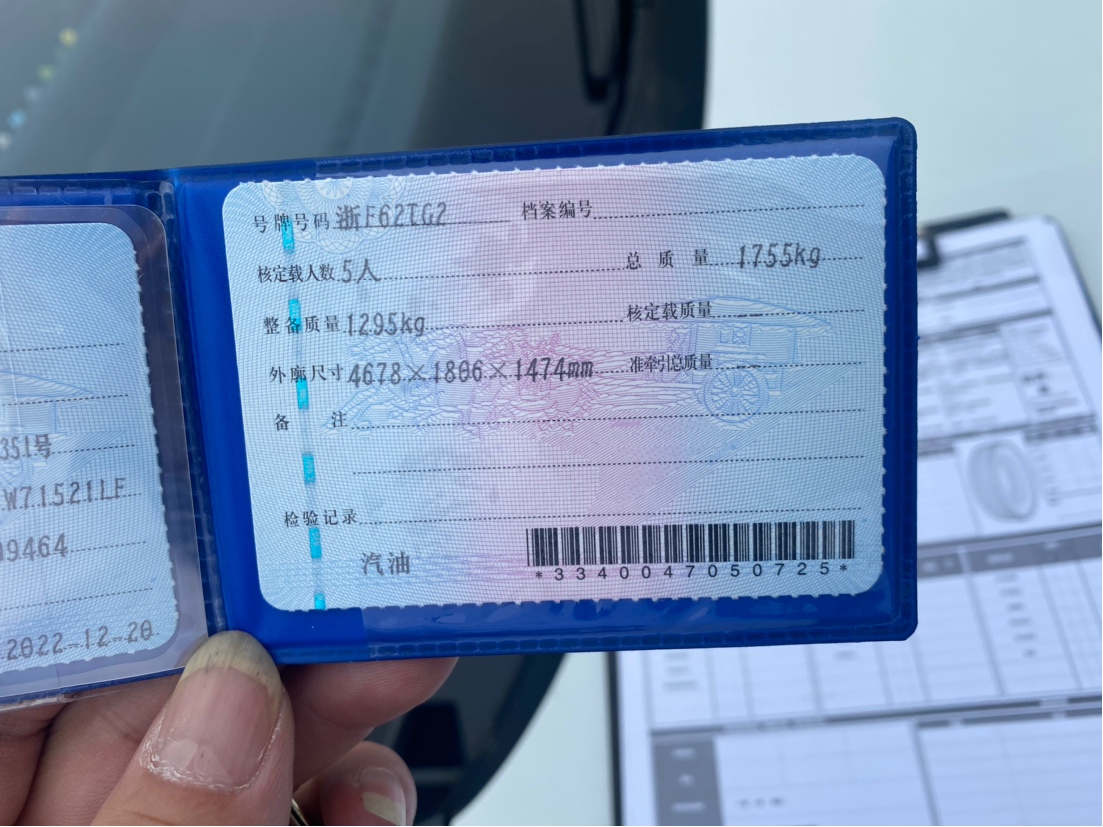 号牌号码 浙F62TG2 档案编号
核定载人数 5人 总质量 1755kg
整备质量 1295kg 核定载质量 --
外廓尺寸 4678×1806×1474mm 准牵引总质量 --
备注
检验记录
汽油
*3340047050725*
351号
W71521LF
09464
2022-12-20